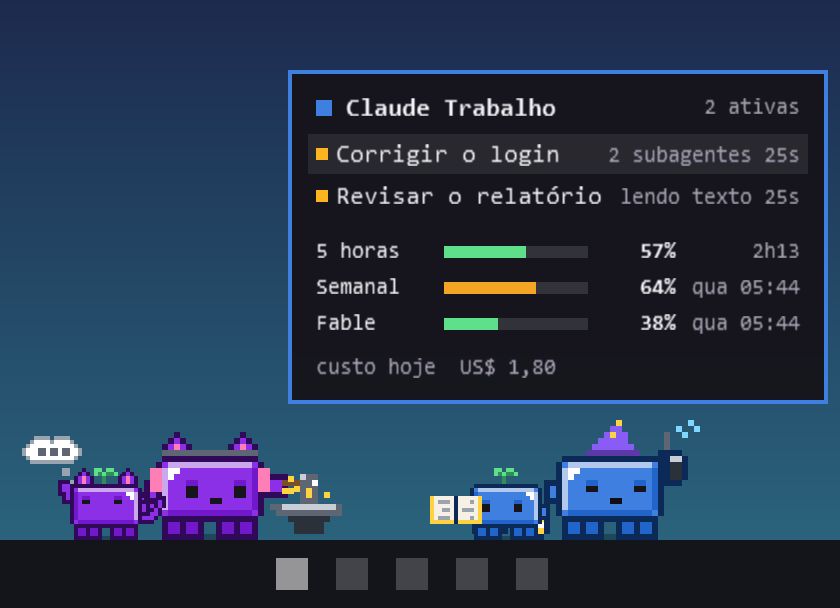 Claude Trabalho 2 ativas
Corrigir o login 2 subagentes 25s
Revisar o relatório lendo texto 25s
5 horas 57% 2h13
Semanal 64% qua 05:44
Fable 38% qua 05:44
custo hoje US$ 1,80